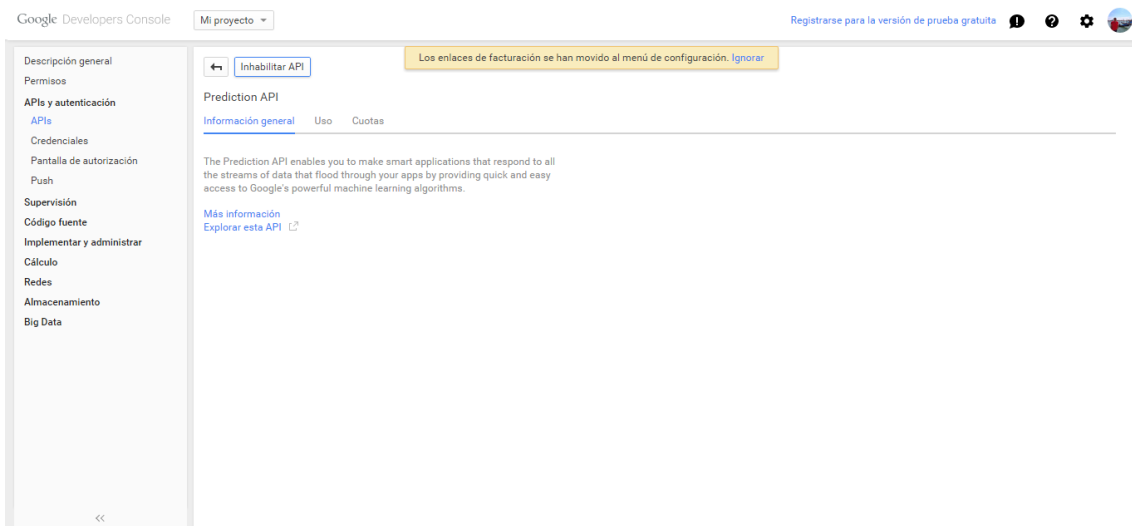 Google Developers Console
Mi proyecto
Registrarse para la versión de prueba gratuita
Los enlaces de facturación se han movido al menú de configuración. Ignorar
Descripción general
Permisos
APIs y autenticación
APIs
Credenciales
Pantalla de autorización
Push
Supervisión
Código fuente
Implementar y administrar
Cálculo
Redes
Almacenamiento
Big Data
Inhabilitar API
Prediction API
Información general Uso Cuotas
The Prediction API enables you to make smart applications that respond to all
the streams of data that flood through your apps by providing quick and easy
access to Google's powerful machine learning algorithms.
Más información
Explorar esta API